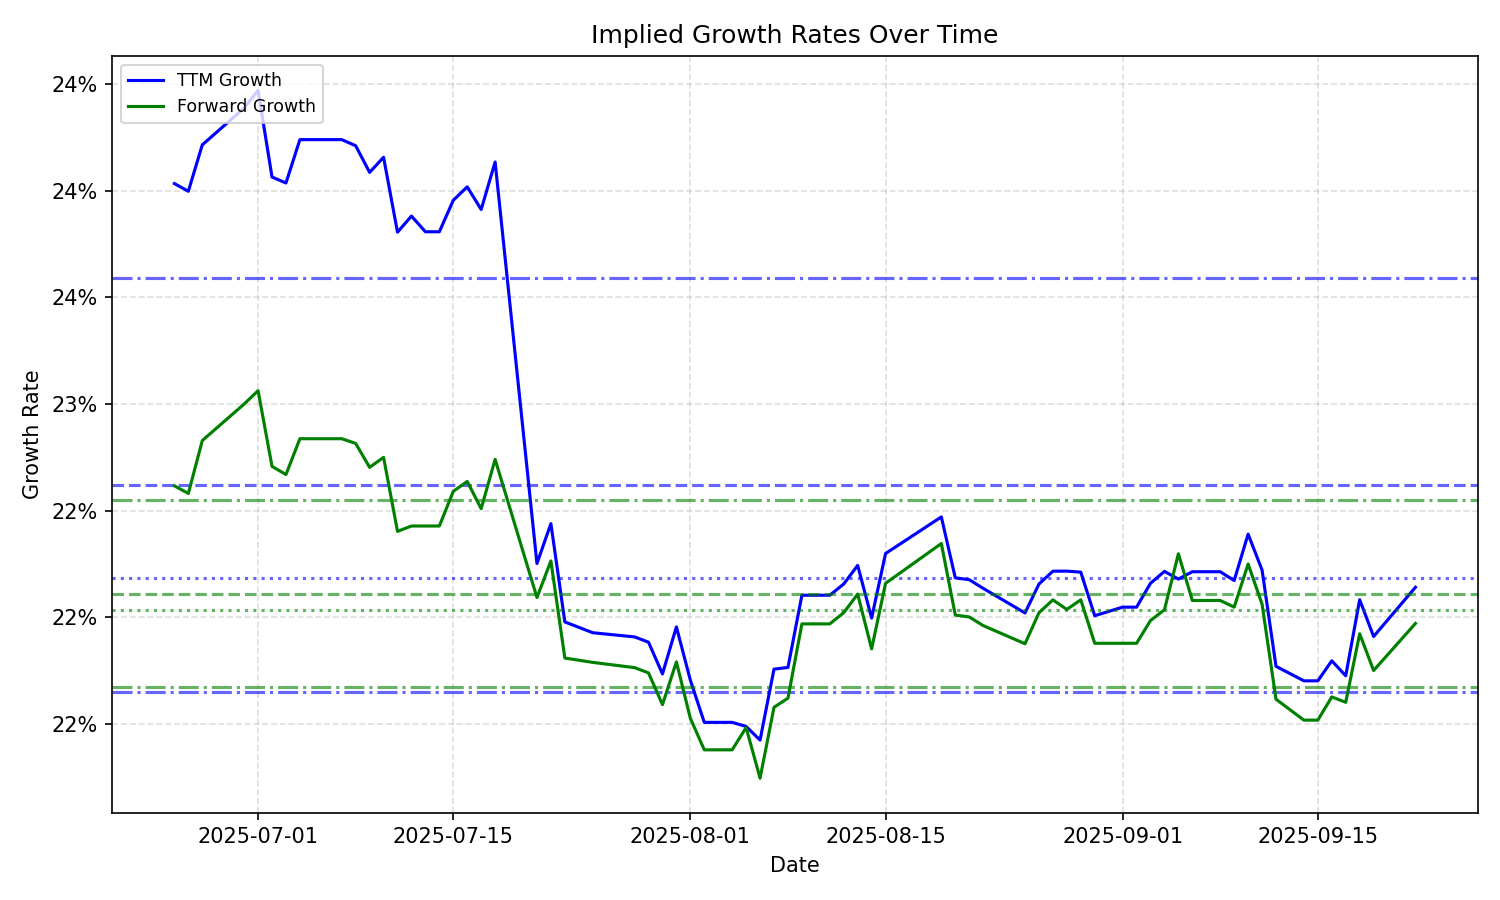 Implied Growth Rates Over Time
TTM Growth
Forward Growth
24%
24%
24%
23%
22%
22%
22%
Growth Rate
2025-07-01
2025-07-15
2025-08-01
2025-08-15
2025-09-01
2025-09-15
Date